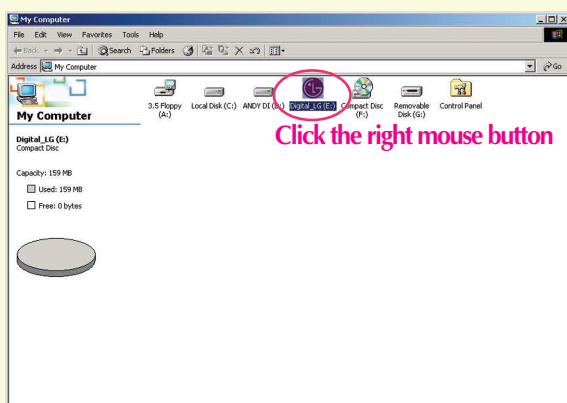 My Computer
File Edit View Favorites Tools Help
Back Search Folders
Address My Computer Go
3.5 Floppy (A:)
Local Disk (C:)
ANDY DI
Digital_LG (E:)
Compact Disc (F:)
Removable Disk (G:)
Control Panel
My Computer
Click the right mouse button
Digital_LG (E:)
Compact Disc
Capacity: 159 MB
Used: 159 MB
Free: 0 bytes